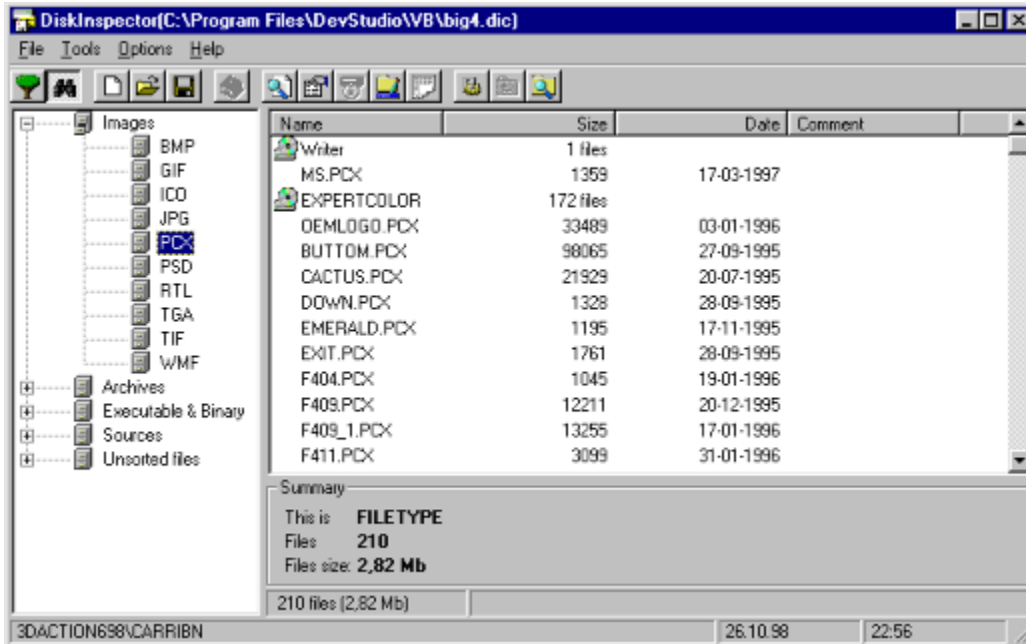 DiskInspector(C:\Program Files\DevStudio\VB\big4.dic)
File Tools Options Help
Images
BMP
GIF
ICO
JPG
PCX
PSD
RTL
TGA
TIF
WMF
Archives
Executable & Binary
Sources
Unsorted files
Name Size Date Comment
Writer 1 files
MS.PCX 1359 17-03-1997
EXPERTCOLOR 172 files
OEMLOGO.PCX 33489 03-01-1996
BUTTOM.PCX 98065 27-09-1995
CACTUS.PCX 21929 20-07-1995
DOWN.PCX 1328 28-09-1995
EMERALD.PCX 1195 17-11-1995
EXIT.PCX 1761 28-09-1995
F404.PCX 1045 19-01-1996
F409.PCX 12211 20-12-1995
F409_1.PCX 13255 17-01-1996
F411.PCX 3099 31-01-1996
Summary
This is FILETYPE
Files 210
Files size: 2,82 Mb
210 files (2,82 Mb)
3DACTION698\CARRIBN 26.10.98 22:56